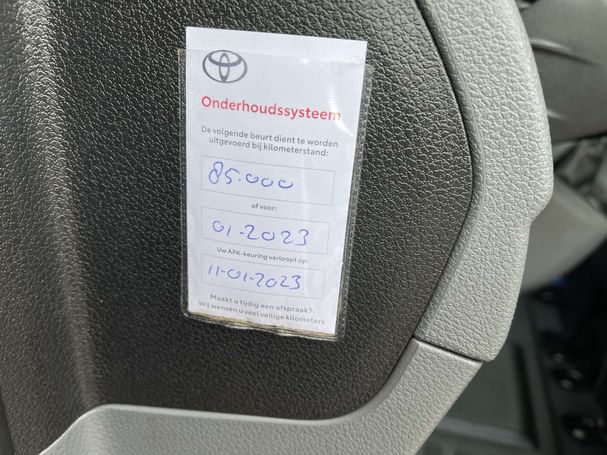 Onderhoudssysteem
De volgende beurt dient te worden
uitgevoerd bij kilometerstand:
85.000
of voor:
01-2023
Uw APK-keuring verloopt op:
11-01-2023
Maakt u tijdig een afspraak?
Wij wensen u veel veilige kilometers